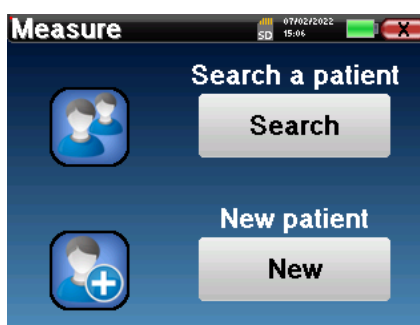 Measure
SD
07/02/2022
15:06
X
Search a patient
Search
New patient
New